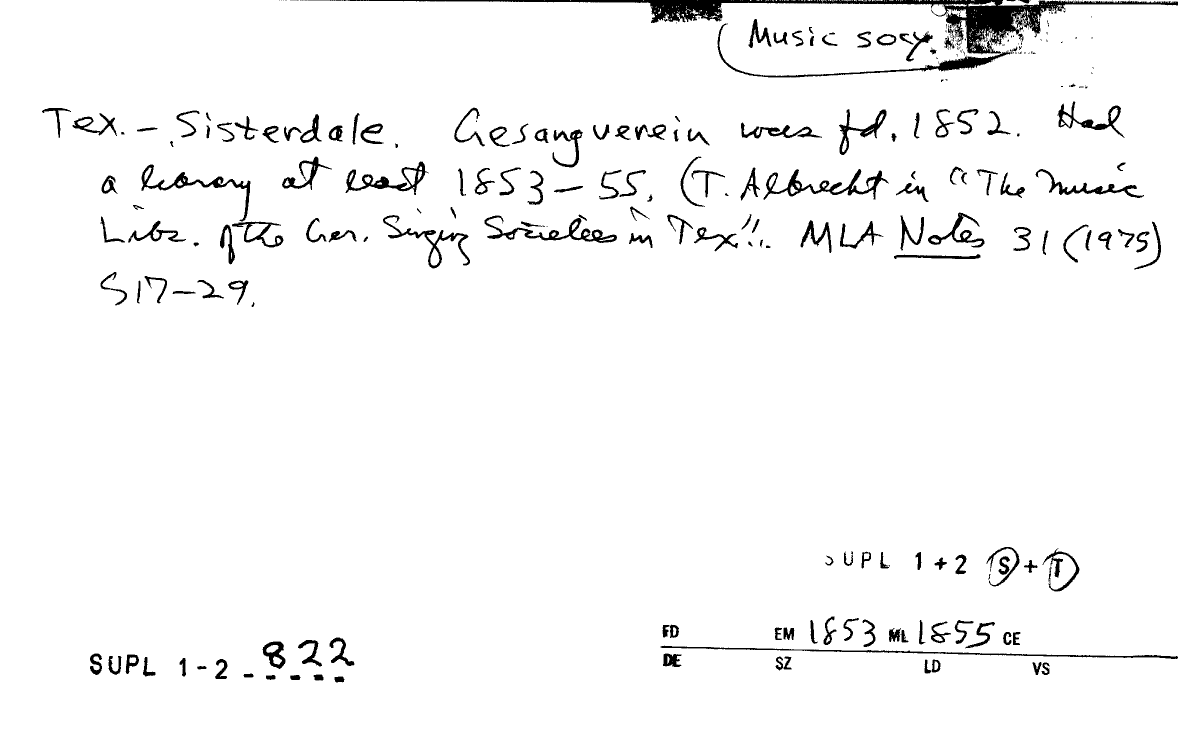 Music socy.
Tex. – Sisterdale. Gesangverein was fd. 1852. Had
a library at least 1853–55. (T. Albrecht in "The Music
Libs. of the Ger. Singing Societies in Tex". MLA Notes 31 (1975)
517–29.
SUPL 1+2 S+T
FD EM 1853 ML 1855 CE
SUPL 1-2 822
DE SZ LD VS